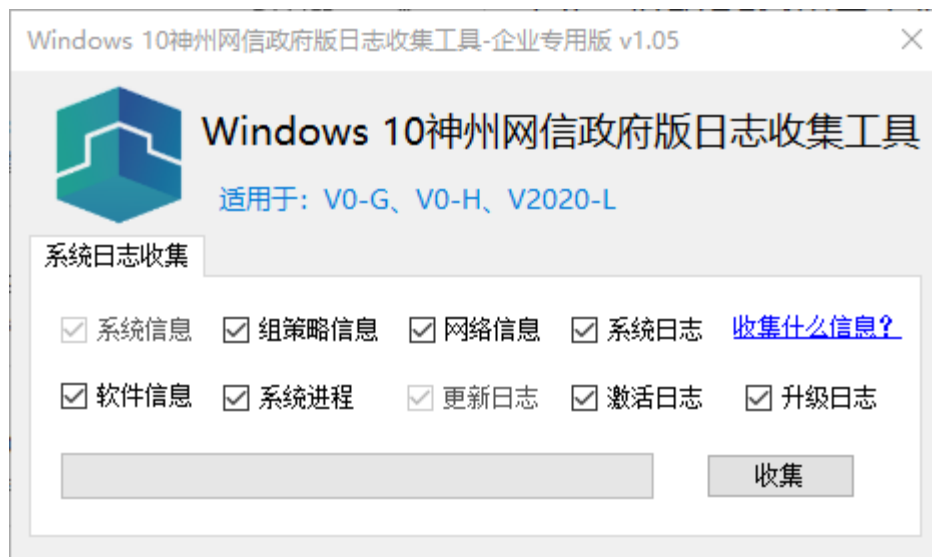 Windows 10神州网信政府版日志收集工具-企业专用版 v1.05
Windows 10神州网信政府版日志收集工具
适用于：V0-G、V0-H、V2020-L
系统日志收集
系统信息 组策略信息 网络信息 系统日志 收集什么信息？
软件信息 系统进程 更新日志 激活日志 升级日志
收集